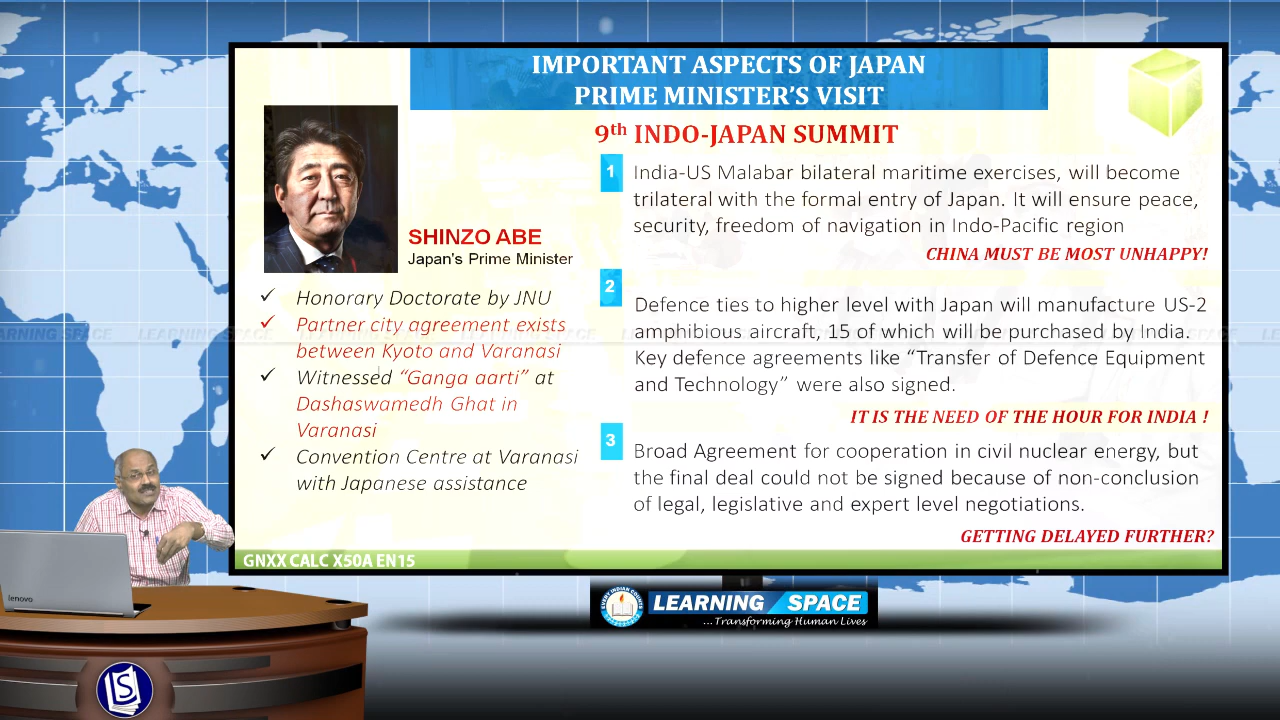 IMPORTANT ASPECTS OF JAPAN
PRIME MINISTER'S VISIT
9th INDO-JAPAN SUMMIT
SHINZO ABE
Japan's Prime Minister
✓ Honorary Doctorate by JNU
✓ Partner city agreement exists
between Kyoto and Varanasi
✓ Witnessed “Ganga aarti” at
Dashaswamedh Ghat in
Varanasi
✓ Convention Centre at Varanasi
with Japanese assistance
1
India-US Malabar bilateral maritime exercises, will become
trilateral with the formal entry of Japan. It will ensure peace,
security, freedom of navigation in Indo-Pacific region
CHINA MUST BE MOST UNHAPPY!
2
Defence ties to higher level with Japan will manufacture US-2
amphibious aircraft, 15 of which will be purchased by India.
Key defence agreements like “Transfer of Defence Equipment
and Technology” were also signed.
IT IS THE NEED OF THE HOUR FOR INDIA !
3
Broad Agreement for cooperation in civil nuclear energy, but
the final deal could not be signed because of non-conclusion
of legal, legislative and expert level negotiations.
GETTING DELAYED FURTHER?
GNXX CALC X50A EN15
LEARNING SPACE
...Transforming Human Lives
EVERY INDIAN COUNTS
lenovo
LS
LEARNING SPACE